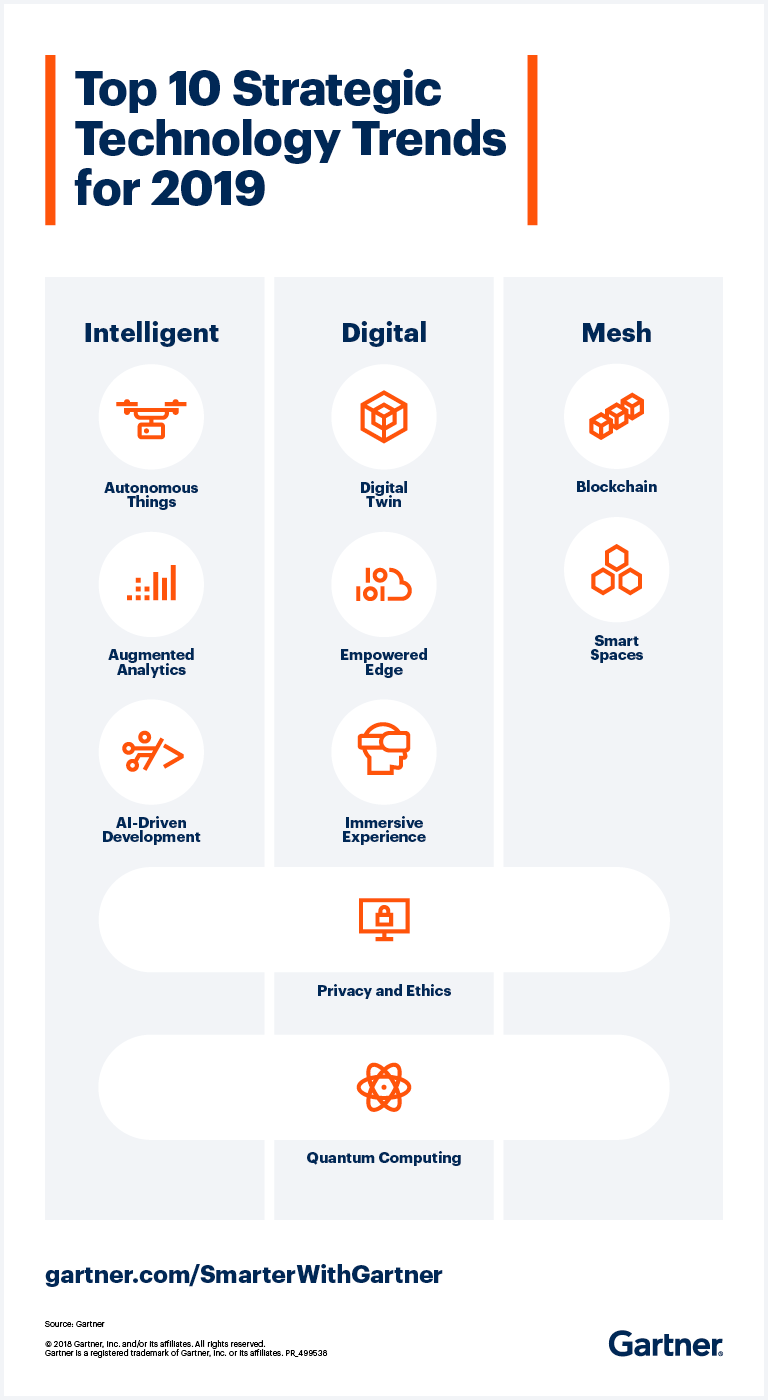 Top 10 Strategic
Technology Trends
for 2019
Intelligent
Autonomous
Things
Augmented
Analytics
AI-Driven
Development
Digital
Digital
Twin
Empowered
Edge
Immersive
Experience
Mesh
Blockchain
Smart
Spaces
Privacy and Ethics
Quantum Computing
gartner.com/SmarterWithGartner
Source: Gartner
© 2018 Gartner, Inc. and/or its affiliates. All rights reserved.
Gartner is a registered trademark of Gartner, Inc. or its affiliates. PR_499538
Gartner®